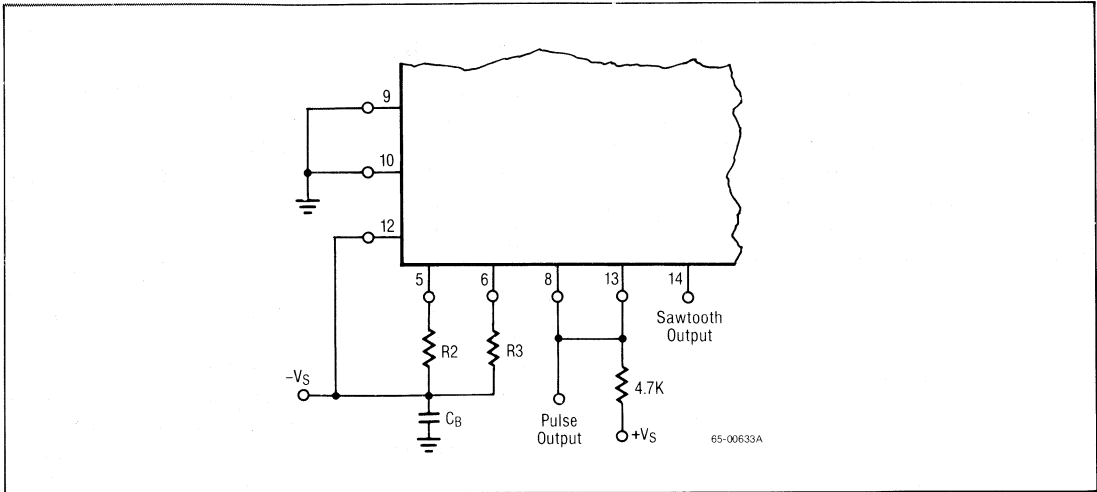 9
10
12
5
6
8
13
14
Sawtooth
Output
R2
R3
4.7K
−VS
CB
Pulse
Output
+VS
65-00633A